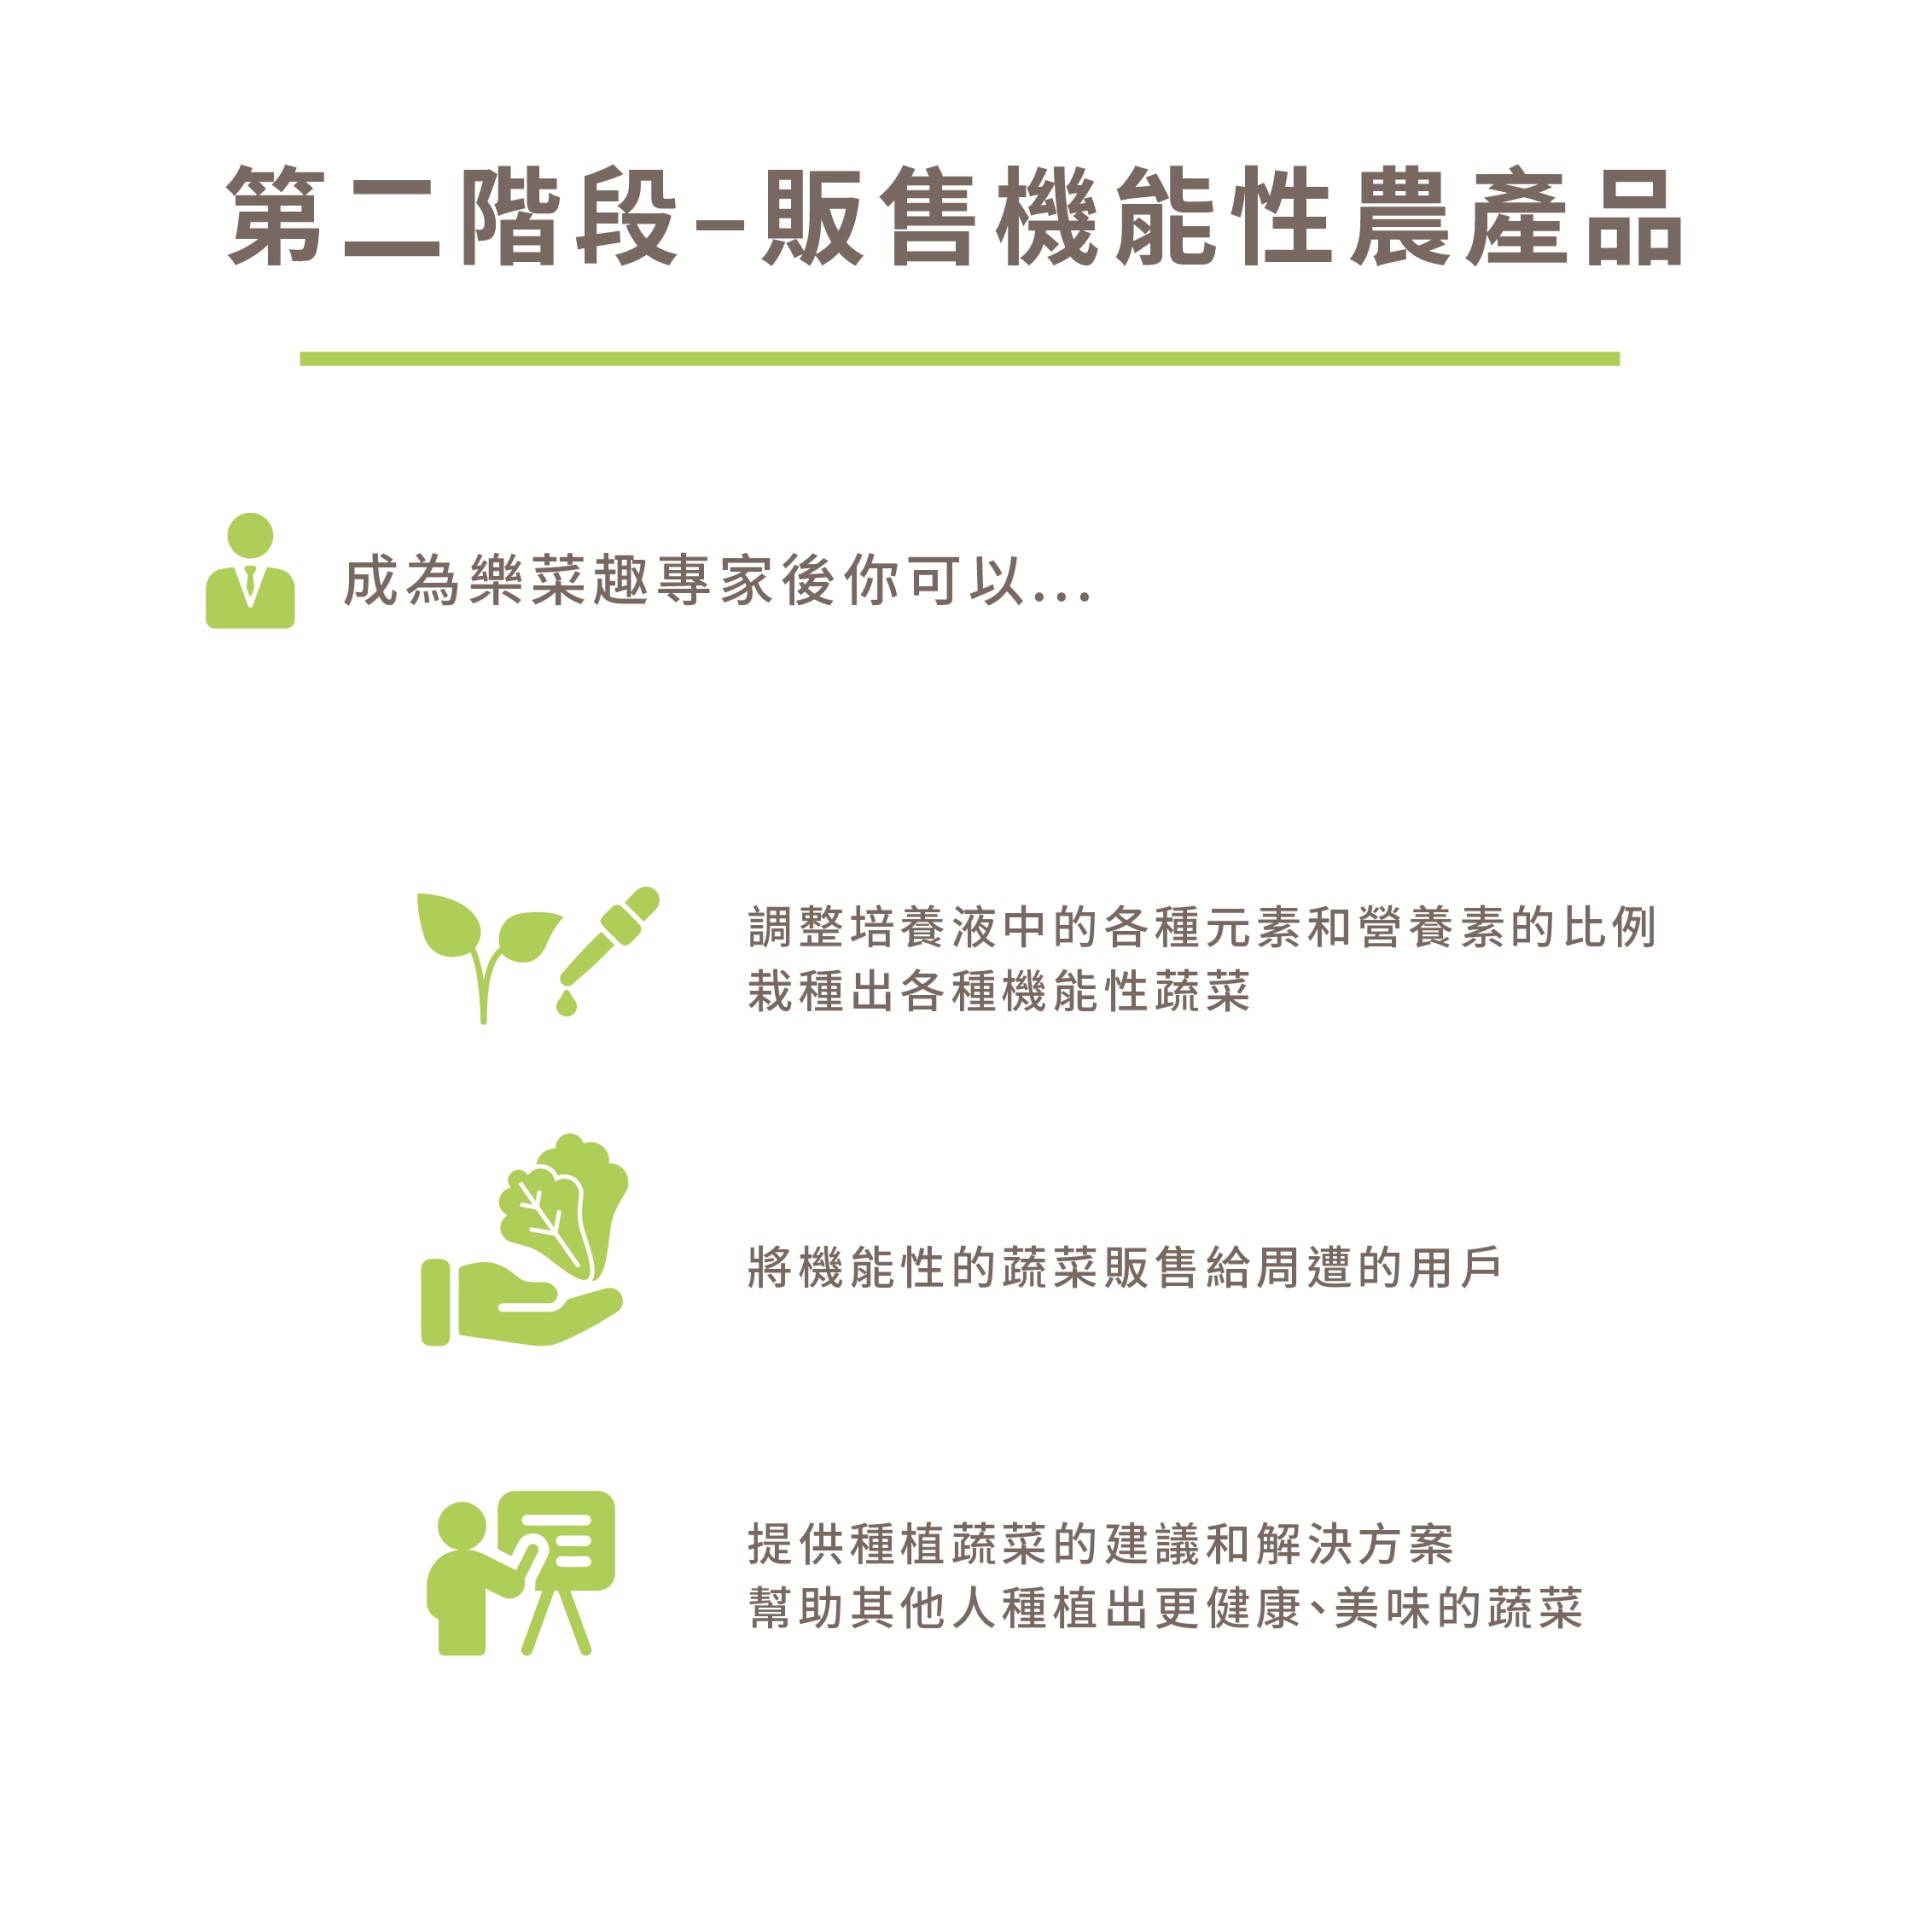 第二階段–販售機能性農產品
成為樂菜趣專家後你可以...
調整培養液中的各種元素和營養素的比例
栽種出各種機能性蔬菜
將機能性的蔬菜販售給周遭的用戶
提供種植蔬菜的建議和解決方案
幫助其他人種植出更健康、美味的蔬菜